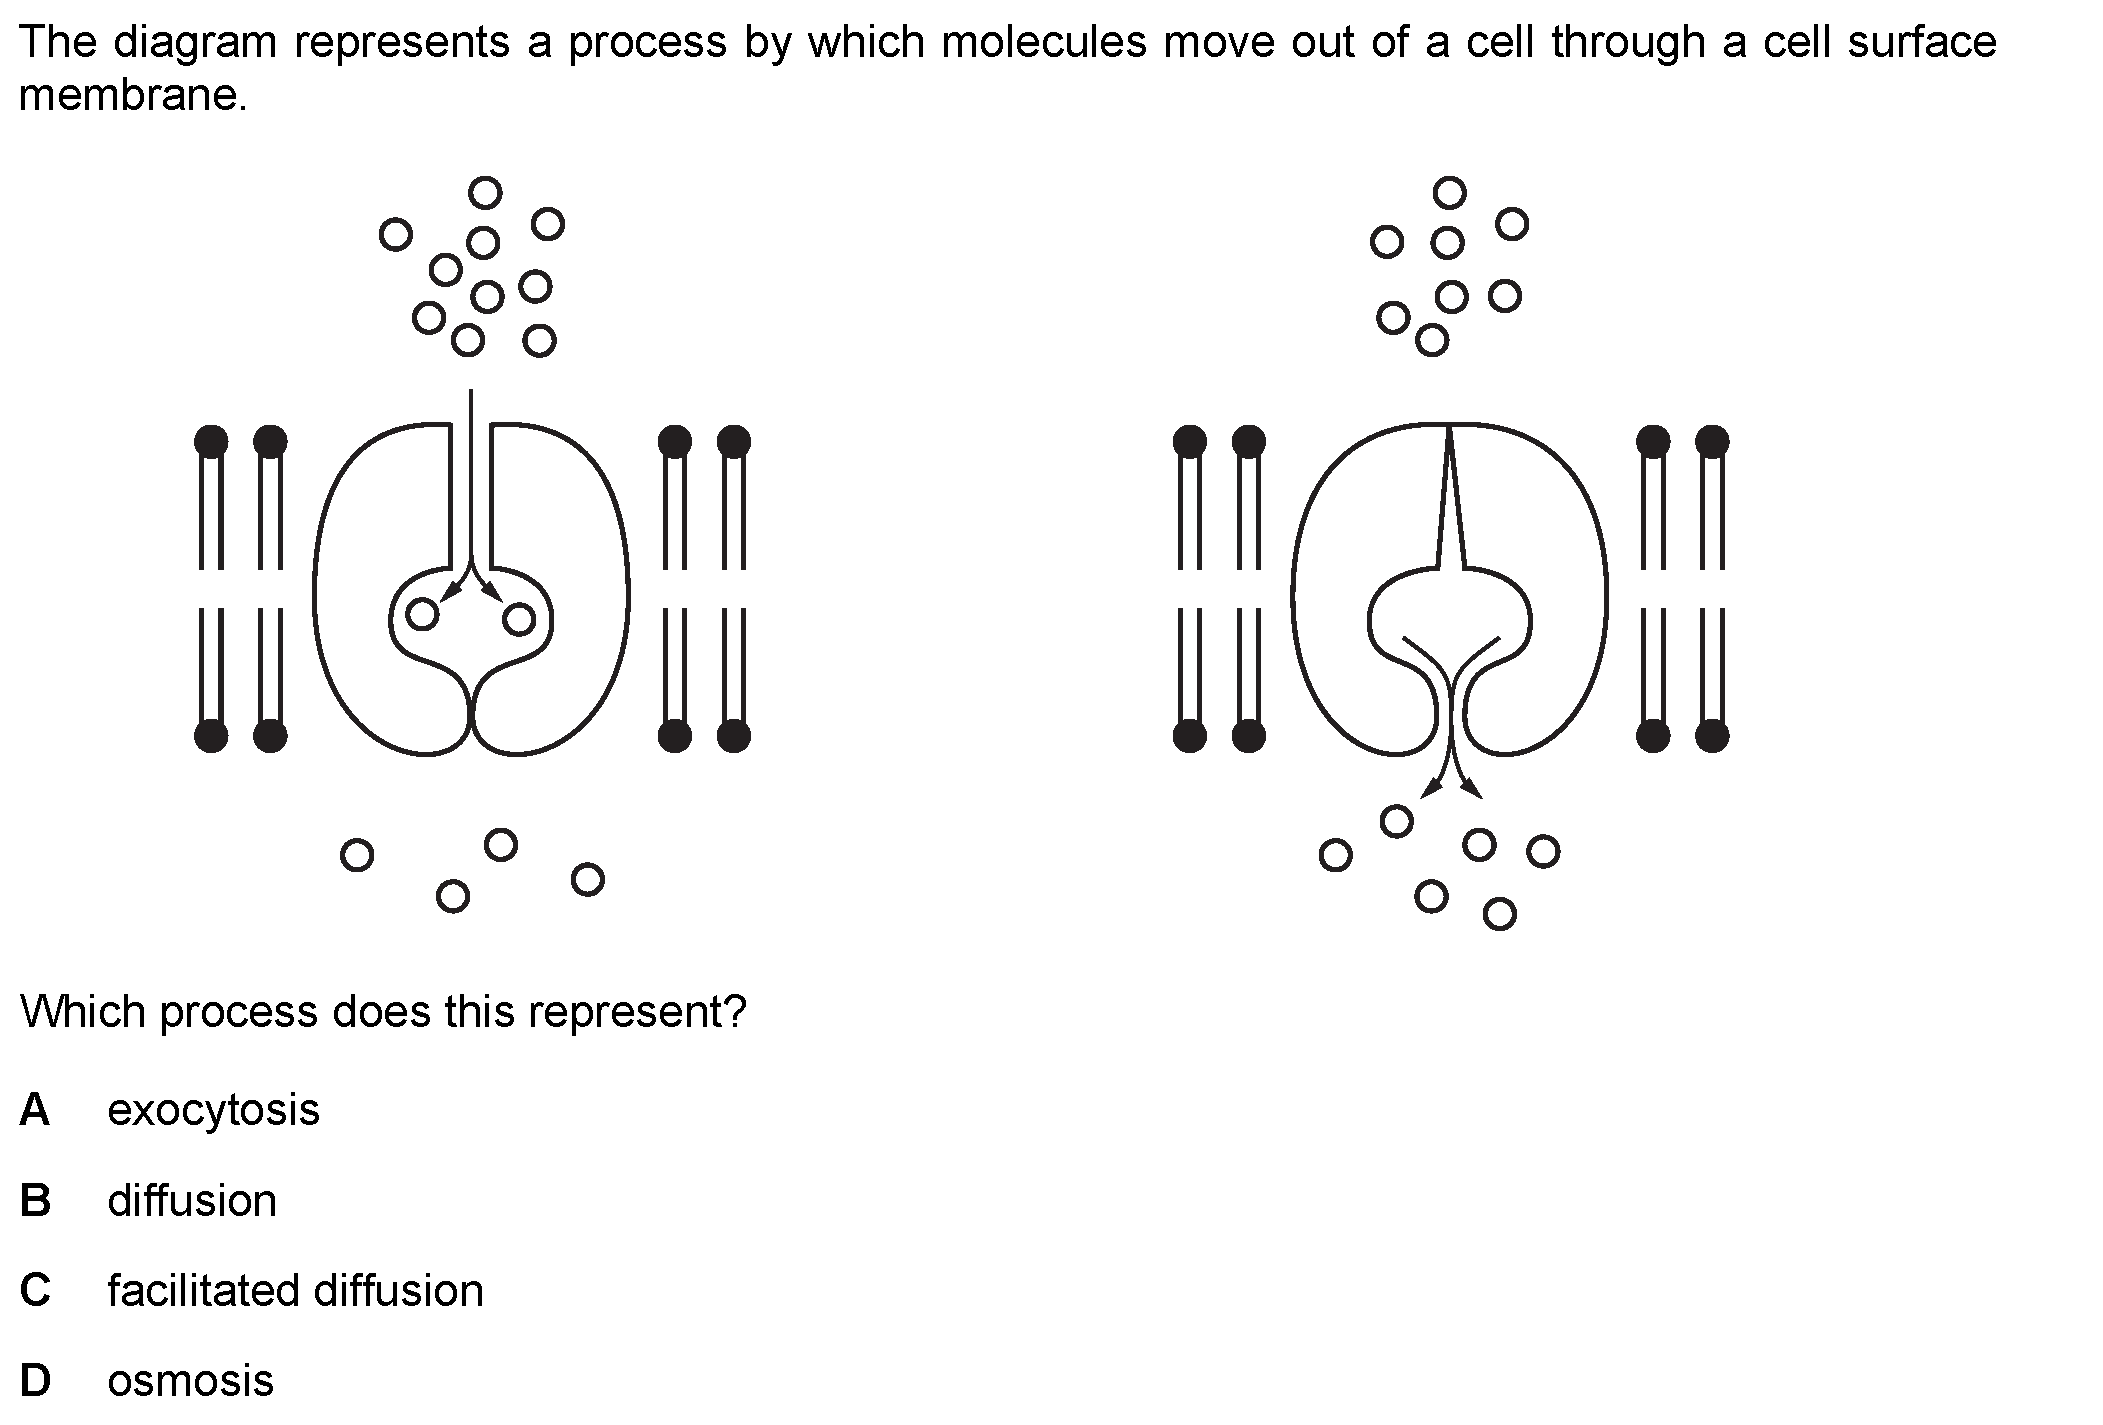 The diagram represents a process by which molecules move out of a cell through a cell surface
membrane.
Which process does this represent?
A exocytosis
B diffusion
C facilitated diffusion
D osmosis